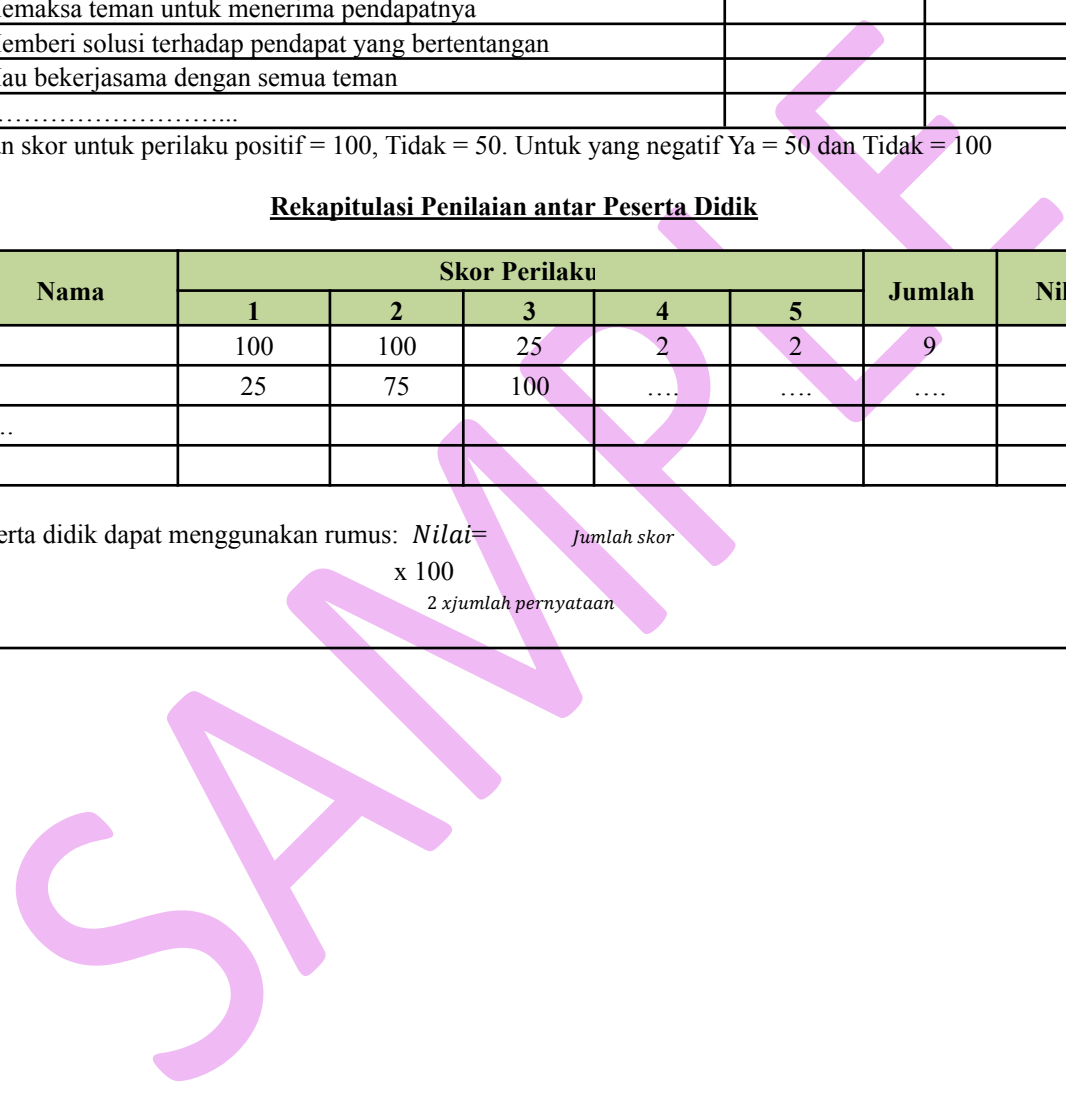 emaksa teman untuk menerima pendapatnya
emberi solusi terhadap pendapat yang bertentangan
au bekerjasama dengan semua teman
………………………...
n skor untuk perilaku positif = 100, Tidak = 50. Untuk yang negatif Ya = 50 dan Tidak = 100
Rekapitulasi Penilaian antar Peserta Didik
Nama Skor Perilaku Jumlah Nil
1 2 3 4 5
100 100 25 2 2 9
25 75 100 …. …. ….
..
erta didik dapat menggunakan rumus: Nilai= Jumlah skor
x 100
2 xjumlah pernyataan
SAMPLE